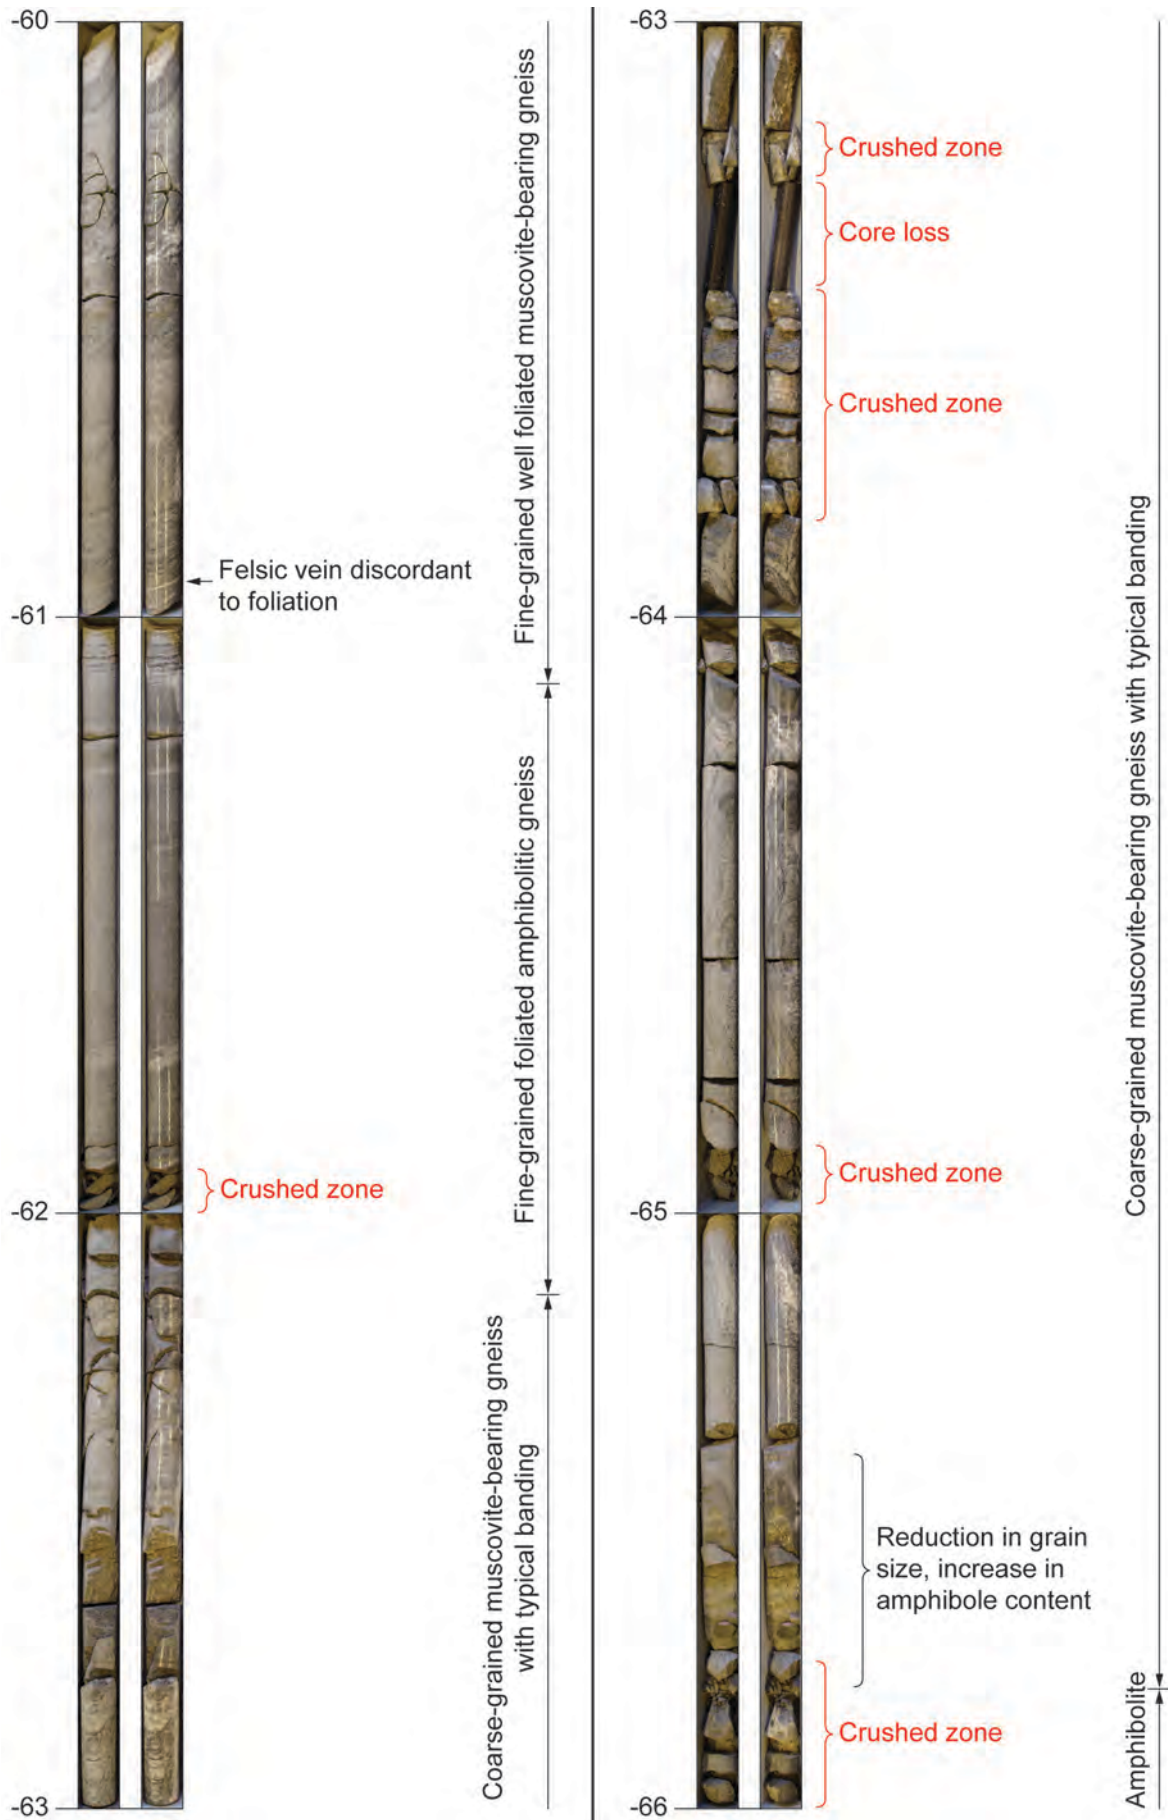 -60
Fine-grained well foliated muscovite-bearing gneiss
Felsic vein discordant
to foliation
-61
Fine-grained foliated amphibolitic gneiss
Crushed zone
-62
Coarse-grained muscovite-bearing gneiss
with typical banding
-63
-63
Crushed zone
Core loss
Crushed zone
Coarse-grained muscovite-bearing gneiss with typical banding
-64
Crushed zone
-65
Reduction in grain
size, increase in
amphibole content
Crushed zone
Amphibolite
-66